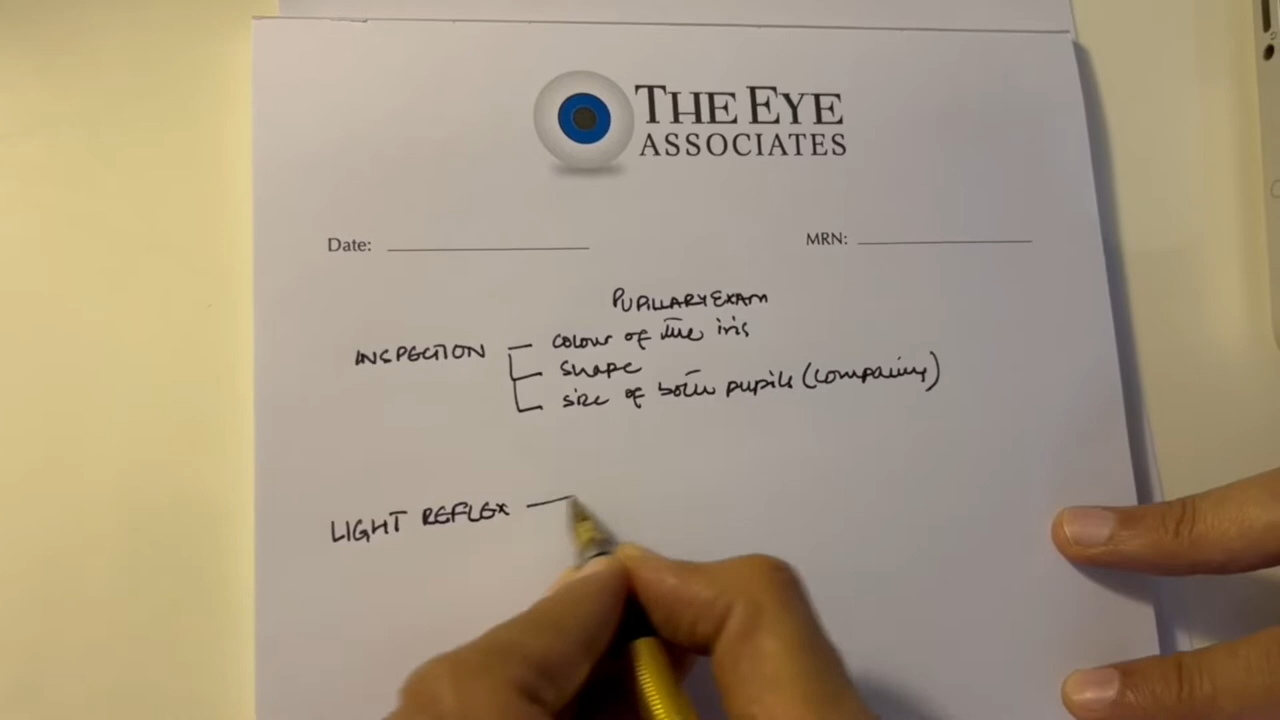 THE EYE
ASSOCIATES
Date: MRN:
PUPILLARY EXAM
INSPECTION — colour of the iris
shape
size of both pupils (comparing)
LIGHT REFLEX —